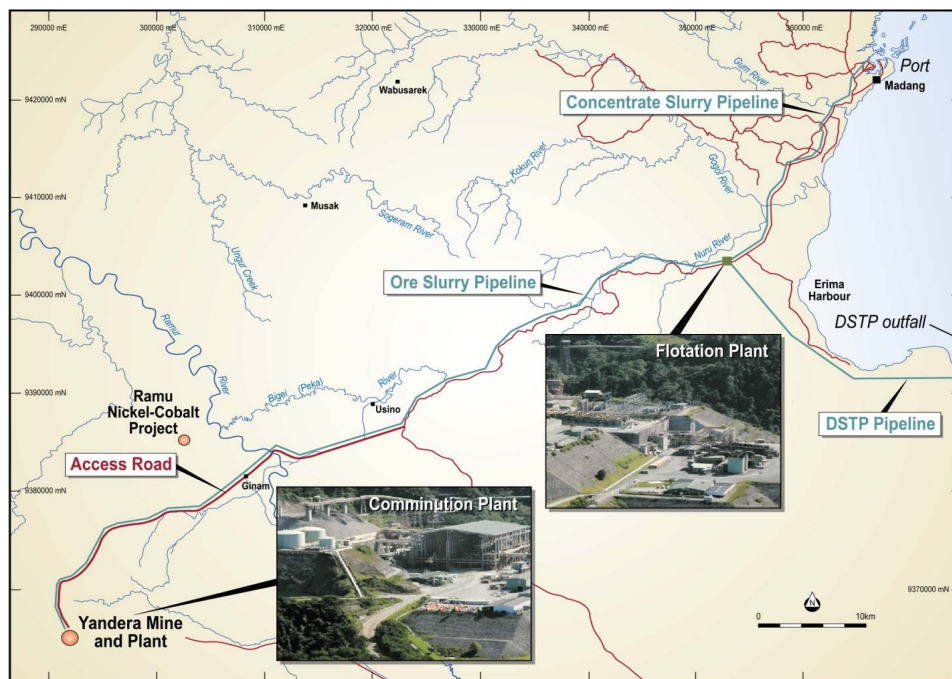 290000 mE
300000 mE
310000 mE
320000 mE
330000 mE
340000 mE
350000 mE
360000 mE
9420000 mN
9410000 mN
9400000 mN
9390000 mN
9380000 mN
9370000 mN
Wabusarek
Gum River
Port
Madang
Concentrate Slurry Pipeline
Kokun River
Gogol River
Musak
Sogeram River
Ungur Creek
Nuru River
Ore Slurry Pipeline
Erima
Harbour
DSTP outfall
Ramur
River
Flotation Plant
Bigei (Peka) River
Usino
Ramu
Nickel-Cobalt
Project
DSTP Pipeline
Access Road
Ginam
Comminution Plant
Yandera Mine
and Plant
N
0
10km